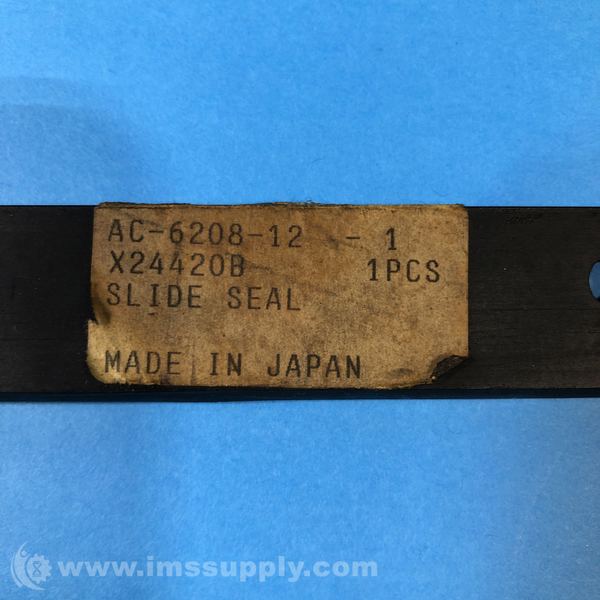 AC-6208-12 - 1
X24420B 1PCS
SLIDE SEAL
MADE IN JAPAN
www.imssupply.com